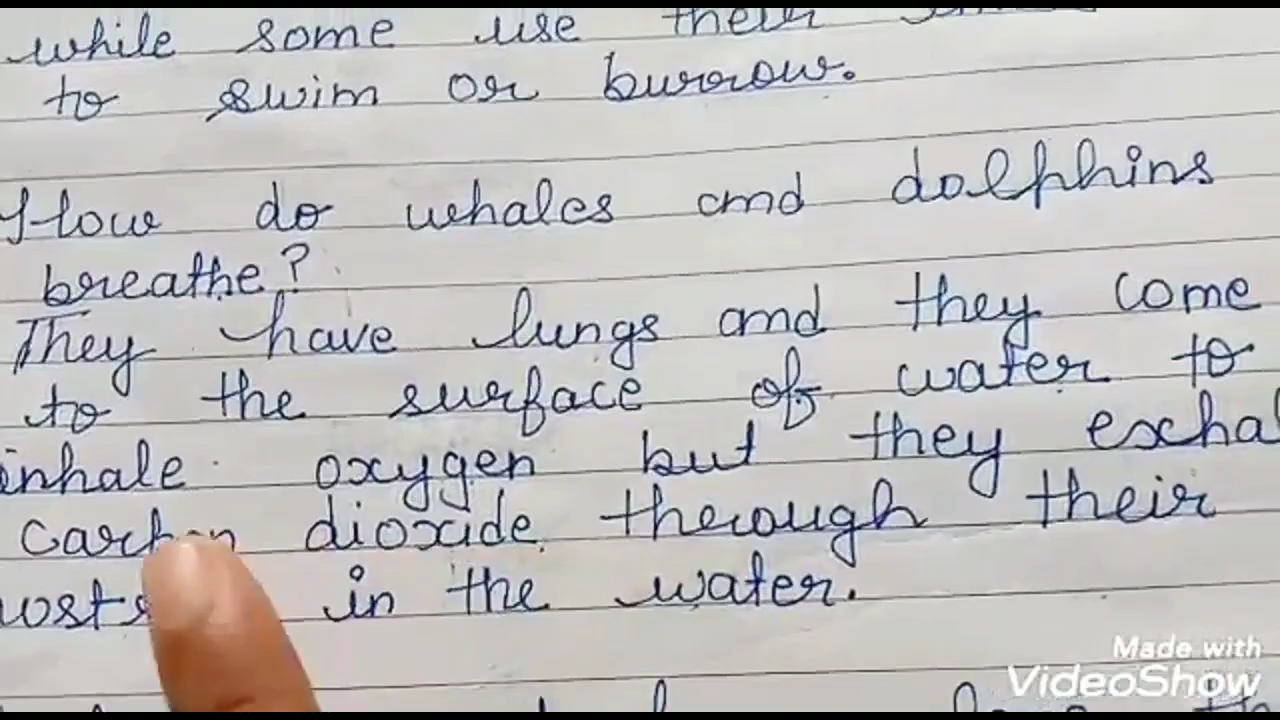 while some use their
to swim or burrow.
How do whales and dolphins
breathe?
They have lungs and they come
to the surface of water to
inhale oxygen but they exhal
carbon dioxide through their
in the water.
Made with
VideoShow